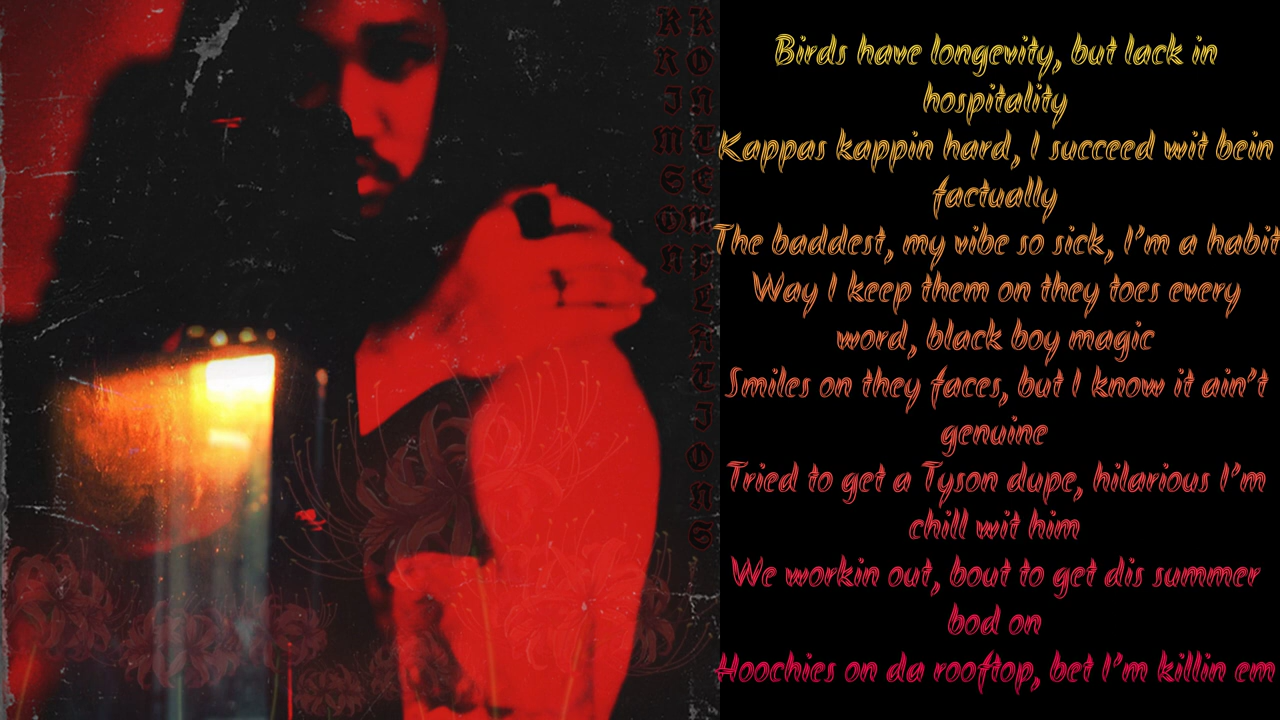 KRIMSON
KONTEMPLATIONS
Birds have longevity, but lack in
hospitality
Kappas kappin hard, I succeed wit bein
factually
The baddest, my vibe so sick, I'm a habit
Way I keep them on they toes every
word, black boy magic
Smiles on they faces, but I know it ain't
genuine
Tried to get a Tyson dupe, hilarious I'm
chill wit him
We workin out, bout to get dis summer
bod on
Hoochies on da rooftop, bet I'm killin em